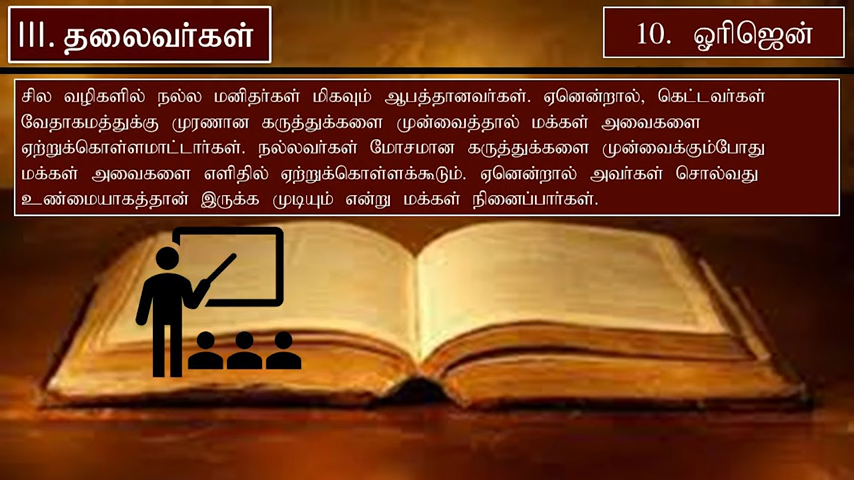 III. தலைவர்கள்
10. ஓரிஜென்
சில வழிகளில் நல்ல மனிதர்கள் மிகவும் ஆபத்தானவர்கள். ஏனென்றால், கெட்டவர்கள்
வேதாகமத்துக்கு முரணான கருத்துக்களை முன்வைத்தால் மக்கள் அவைகளை
ஏற்றுக்கொள்ளமாட்டார்கள். நல்லவர்கள் மோசமான கருத்துக்களை முன்வைக்கும்போது
மக்கள் அவைகளை எளிதில் ஏற்றுக்கொள்ளக்கூடும். ஏனென்றால் அவர்கள் சொல்வது
உண்மையாகத்தான் இருக்க முடியும் என்று மக்கள் நினைப்பார்கள்.